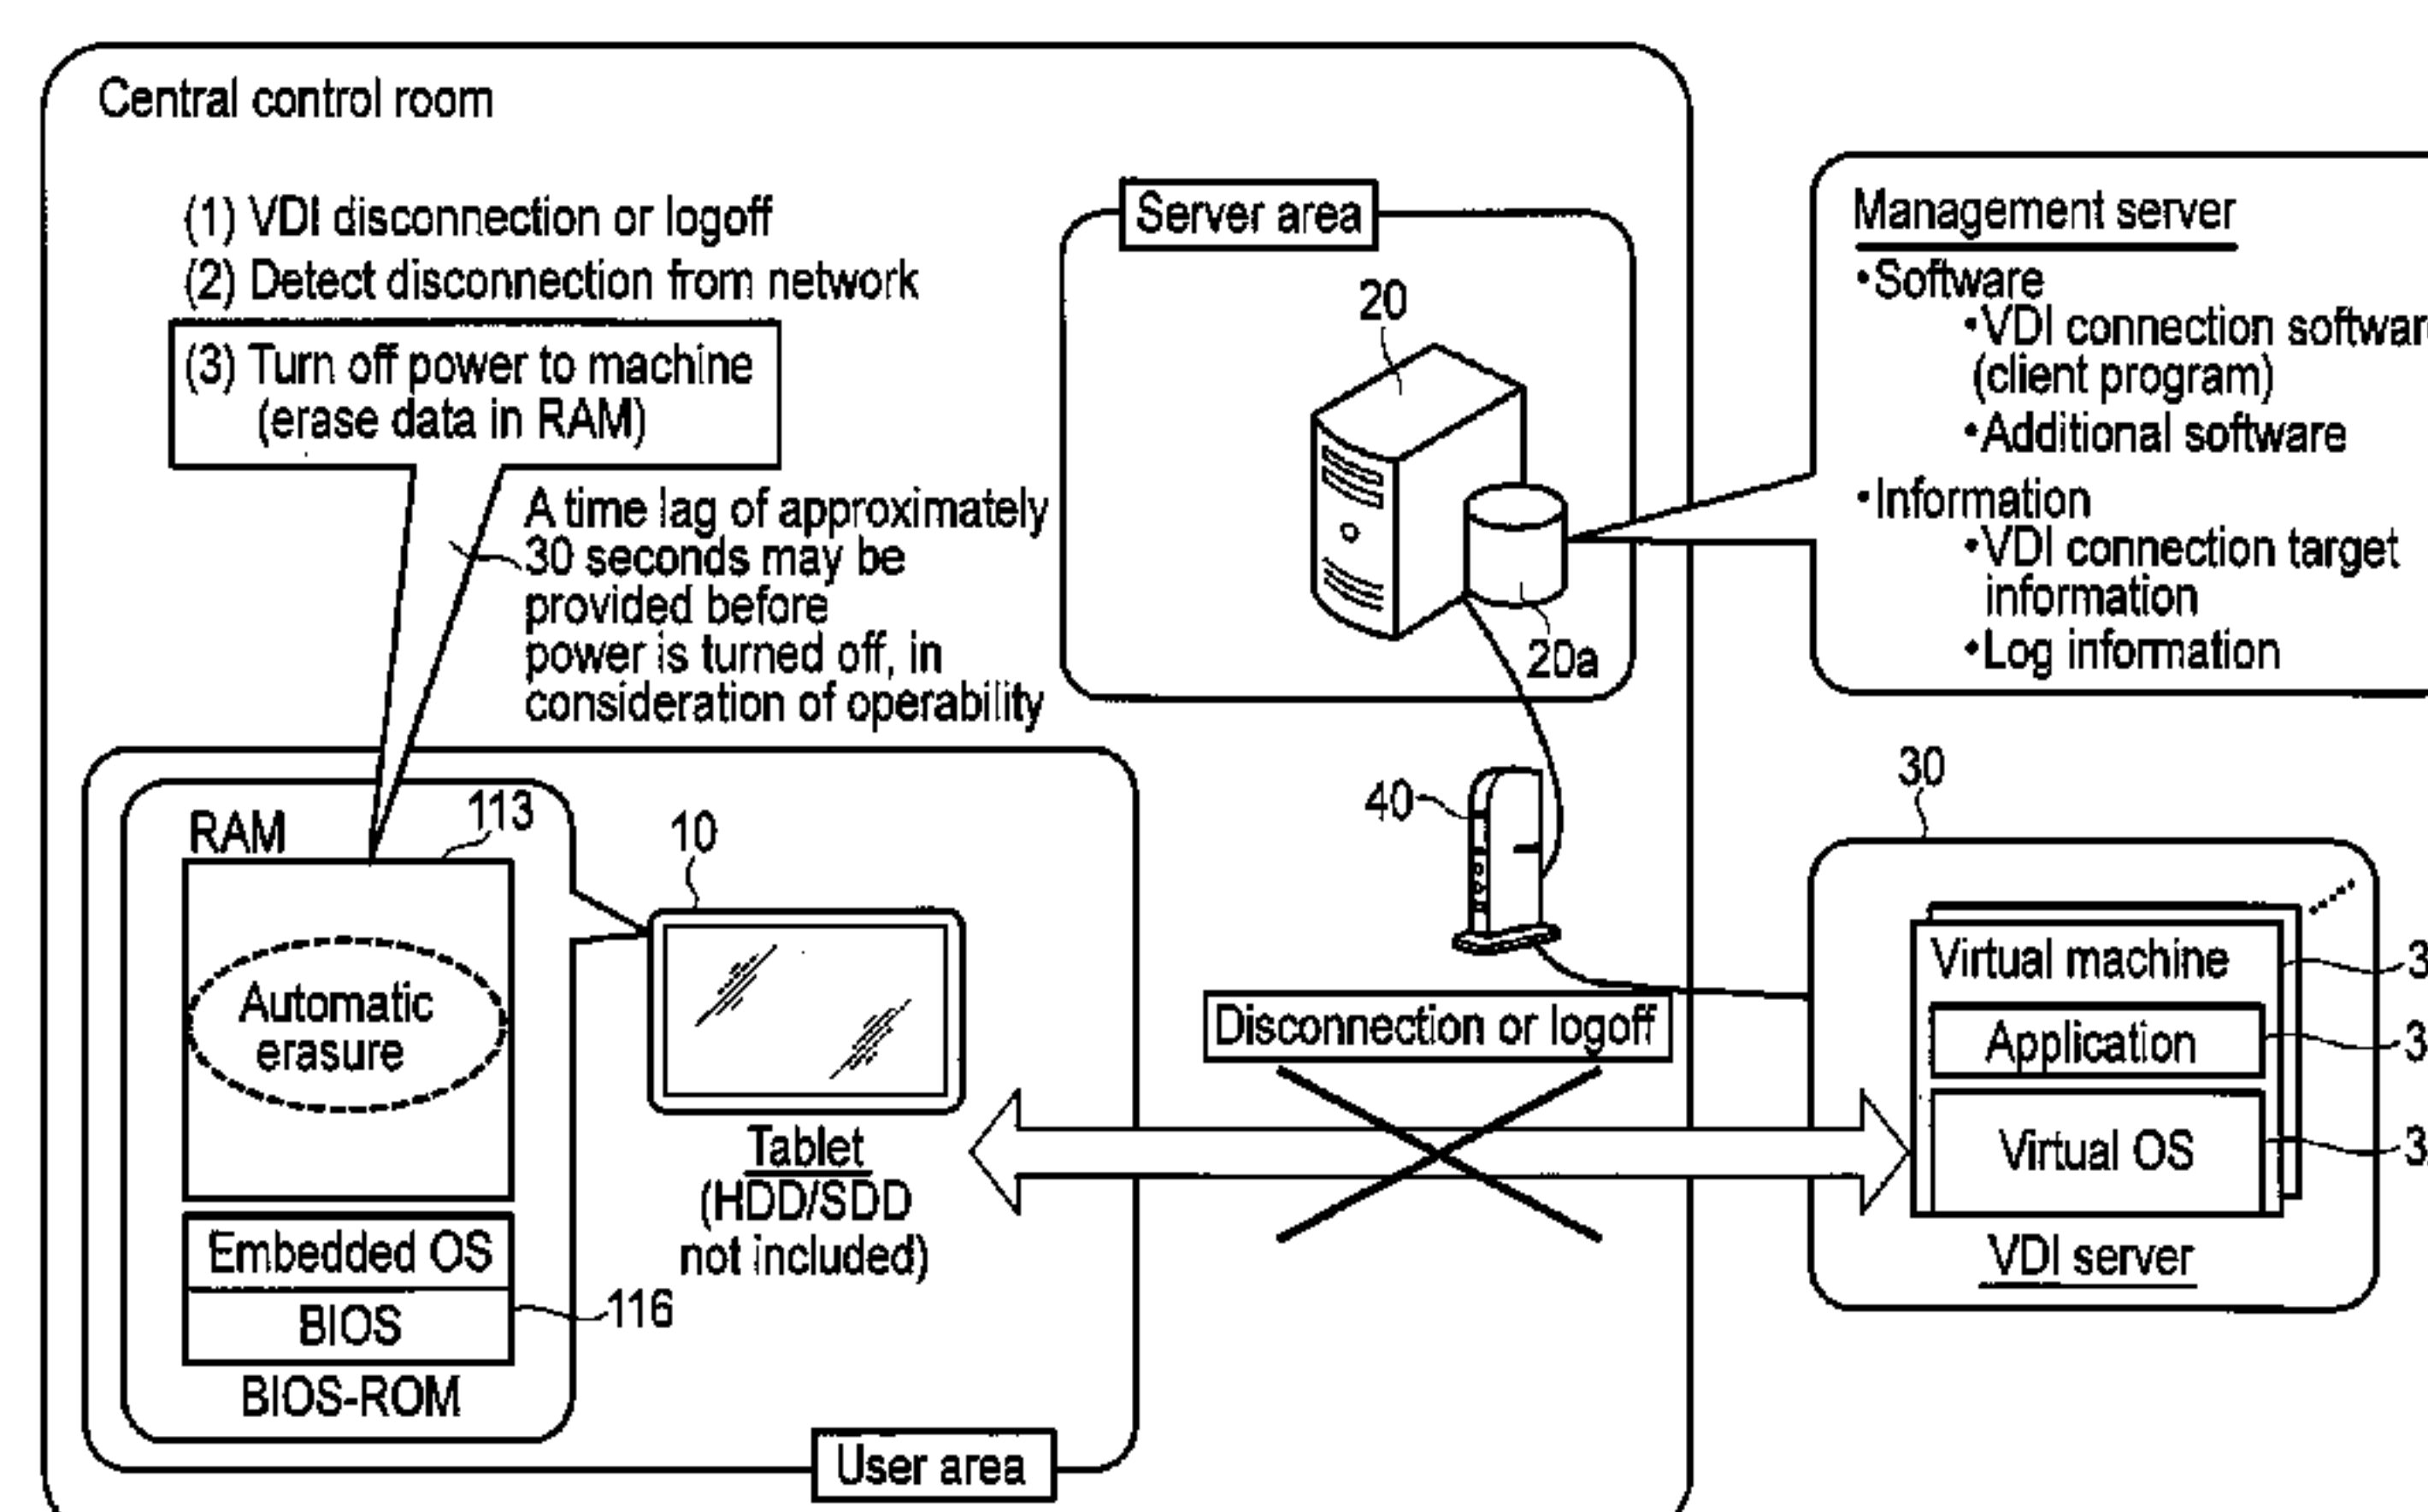 Central control room
(1) VDI disconnection or logoff
(2) Detect disconnection from network
(3) Turn off power to machine
(erase data in RAM)
A time lag of approximately
30 seconds may be
provided before
power is turned off, in
consideration of operability
Server area
20
20a
Management server
•Software
•VDI connection
(client program)
•Additional software
•Information
•VDI connection target
information
•Log information
RAM
113
Automatic
erasure
Embedded OS
BIOS
116
BIOS-ROM
10
Tablet
(HDD/SDD
not included)
User area
40
Disconnection or logoff
30
Virtual machine
Application
Virtual OS
VDI server